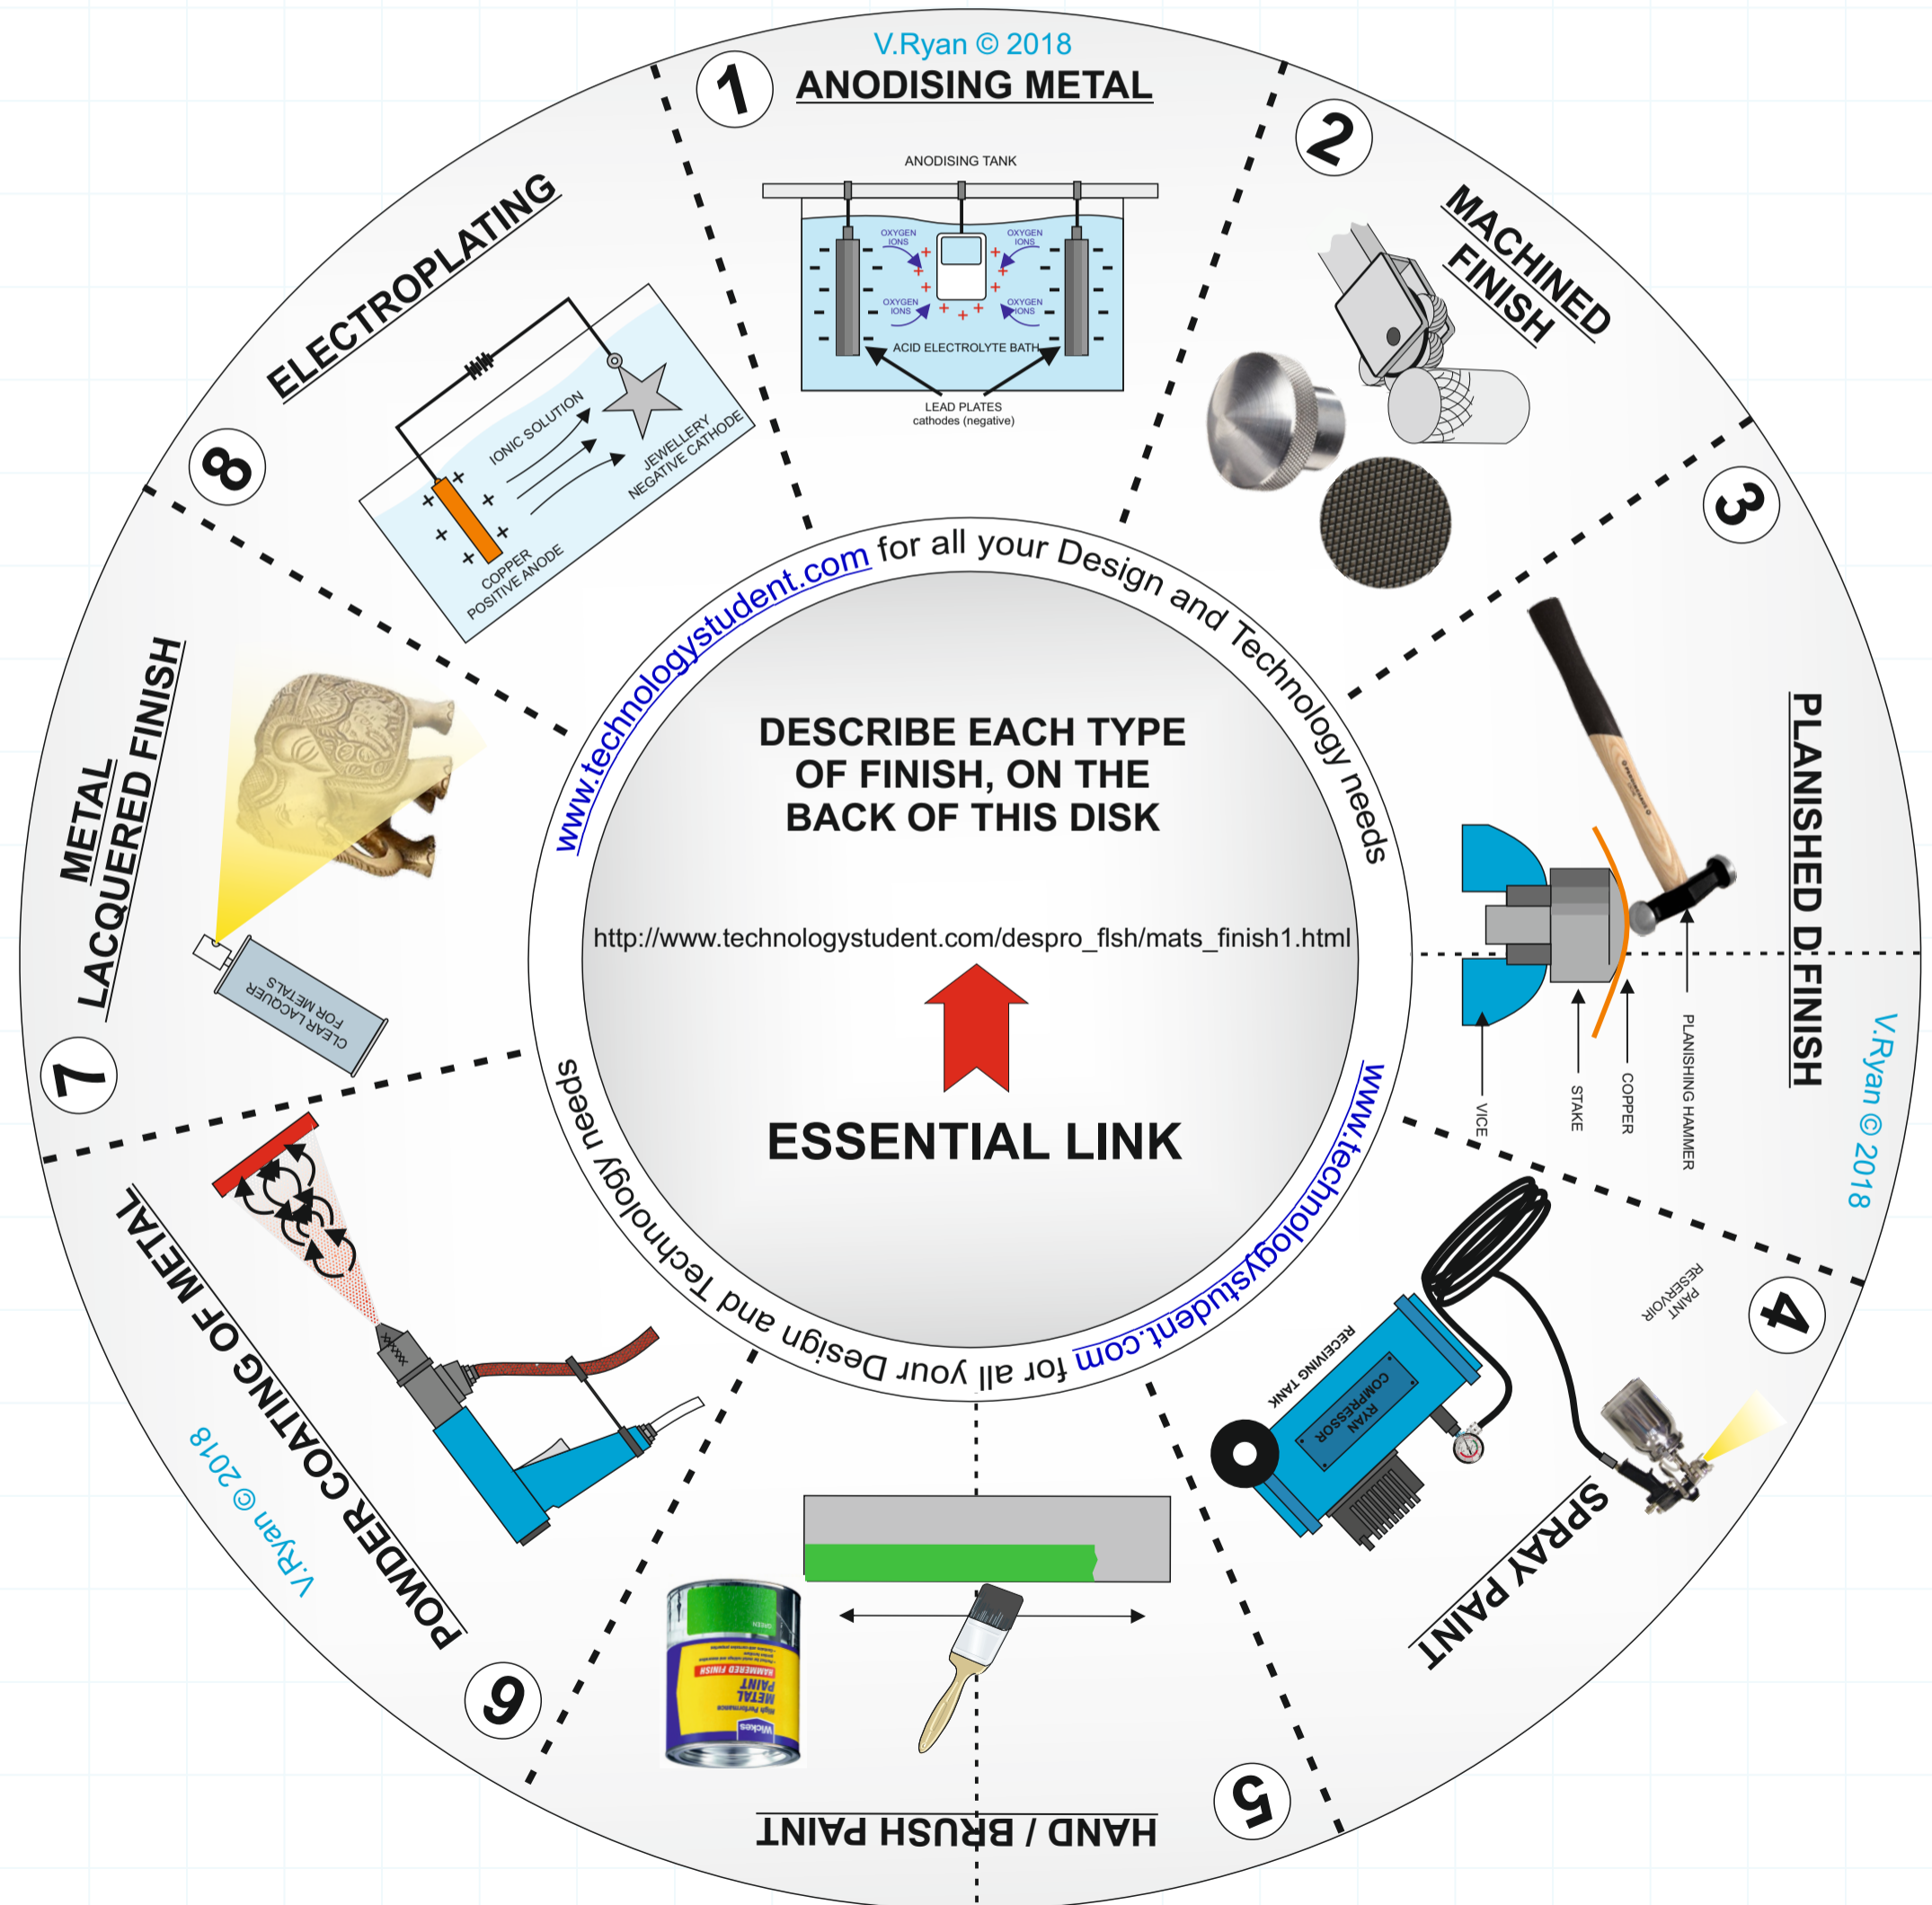 V.Ryan © 2018
1
ANODISING METAL
ANODISING TANK
OXYGEN
IONS
OXYGEN
IONS
OXYGEN
IONS
OXYGEN
IONS
ACID ELECTROLYTE BATH
LEAD PLATES
cathodes (negative)
2
MACHINED
FINISH
3
PLANISHED D:FINISH
VICE
STAKE
COPPER
PLANISHING HAMMER
V.Ryan © 2018
4
PAINT
RESERVOIR
RECEIVING TANK
RYAN
COMPRESSOR
SPRAY PAINT
5
HAND / BRUSH PAINT
Wickes
High Performance
METAL
PAINT
HAMMERED FINISH
GREEN
6
POWDER COATING OF METAL
V.Ryan © 2018
7
METAL
LACQUERED FINISH
CLEAR LACQUER
FOR METALS
8
ELECTROPLATING
IONIC SOLUTION
JEWELLERY
NEGATIVE CATHODE
COPPER
POSITIVE ANODE
www.technologystudent.com for all your Design and Technology needs
www.technologystudent.com for all your Design and Technology needs
DESCRIBE EACH TYPE
OF FINISH, ON THE
BACK OF THIS DISK
http://www.technologystudent.com/despro_flsh/mats_finish1.html
ESSENTIAL LINK